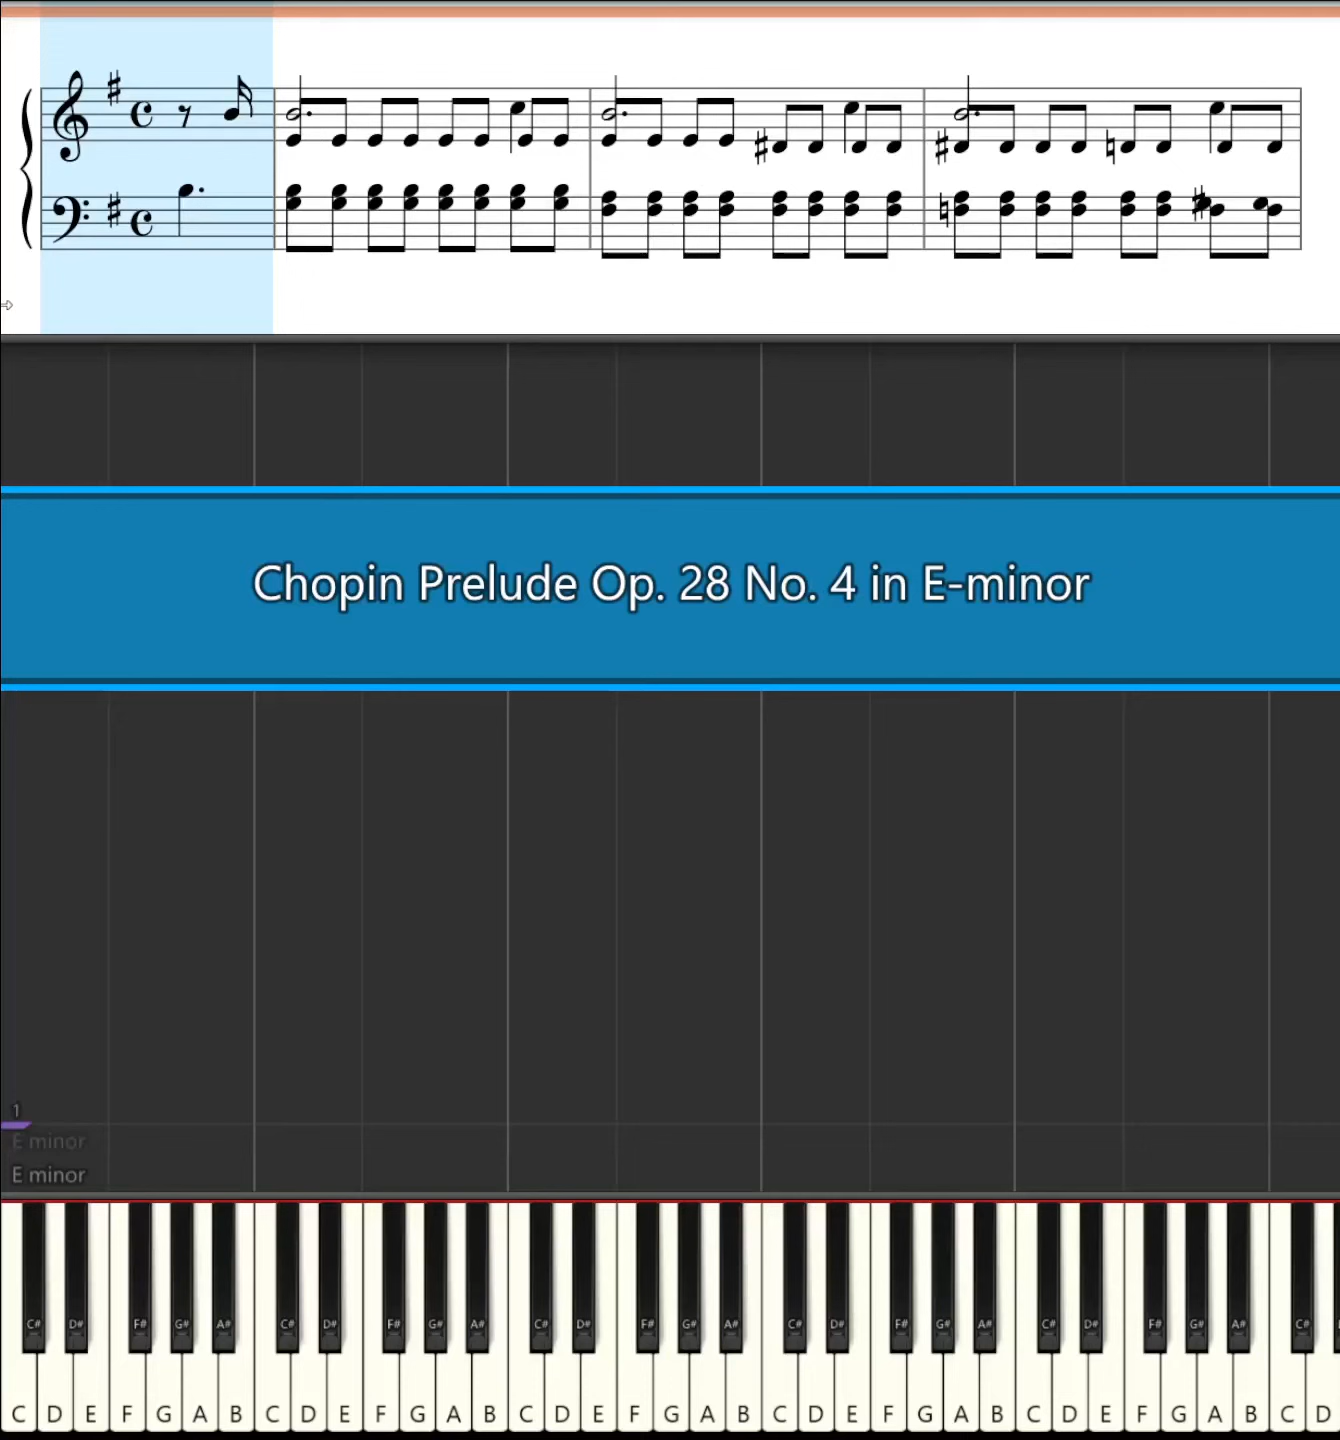 Chopin Prelude Op. 28 No. 4 in E-minor
1
E minor
E minor
C# D# F# G# A# C# D# F# G# A# C# D# F# G# A# C# D# F# G# A# C# D# F# G# A# C#
C D E F G A B C D E F G A B C D E F G A B C D E F G A B C D E F G A B C D